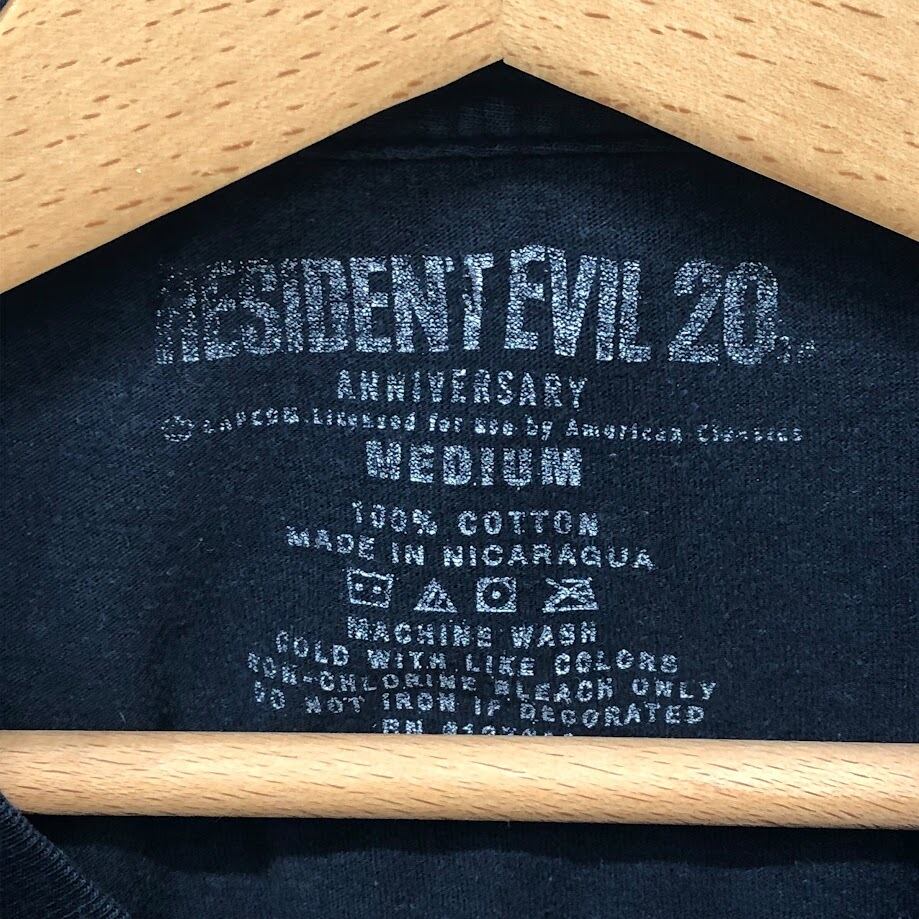 RESIDENT EVIL 20TH
ANNIVERSARY
© CAPCOM. Licensed for use by American Classics
MEDIUM
100% COTTON
MADE IN NICARAGUA
MACHINE WASH
COLD WITH LIKE COLORS
NON-CHLORINE BLEACH ONLY
DO NOT IRON IF DECORATED
RN